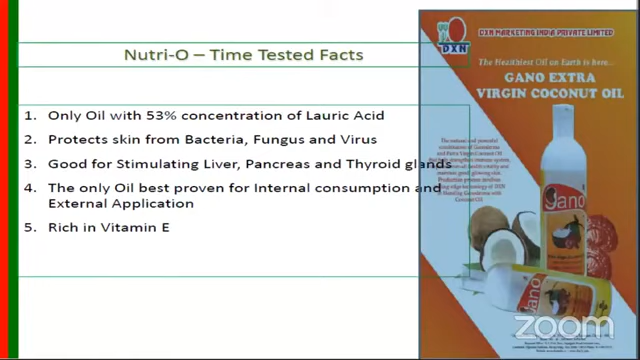 Nutri-O – Time Tested Facts
1. Only Oil with 53% concentration of Lauric Acid
2. Protects skin from Bacteria, Fungus and Virus
3. Good for Stimulating Liver, Pancreas and Thyroid glands
4. The only Oil best proven for Internal consumption and
External Application
5. Rich in Vitamin E
DXN
DXN MARKETING INDIA PRIVATE LIMITED
The Healthiest Oil on Earth is here...
GANO EXTRA
VIRGIN COCONUT OIL
Gano
Gano
zoom